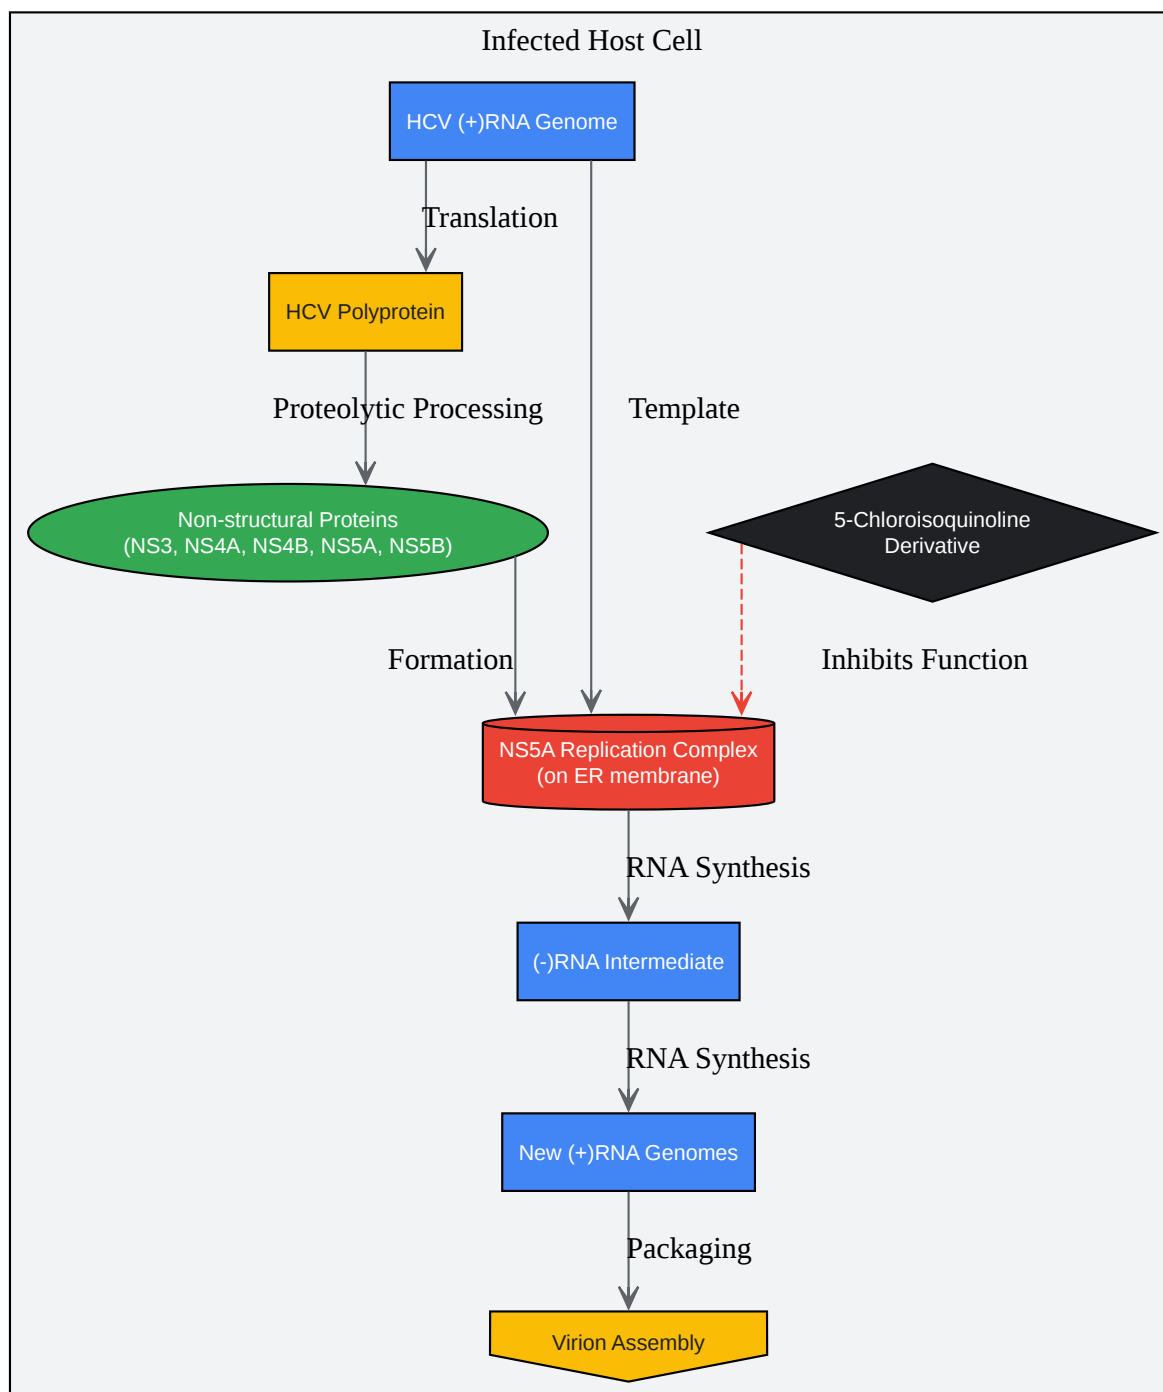 Infected Host Cell
HCV (+)RNA Genome
Translation
HCV Polyprotein
Proteolytic Processing
Template
Non-structural Proteins
(NS3, NS4A, NS4B, NS5A, NS5B)
5-Chloroisoquinoline
Derivative
Formation
Inhibits Function
NS5A Replication Complex
(on ER membrane)
RNA Synthesis
(-)RNA Intermediate
RNA Synthesis
New (+)RNA Genomes
Packaging
Virion Assembly